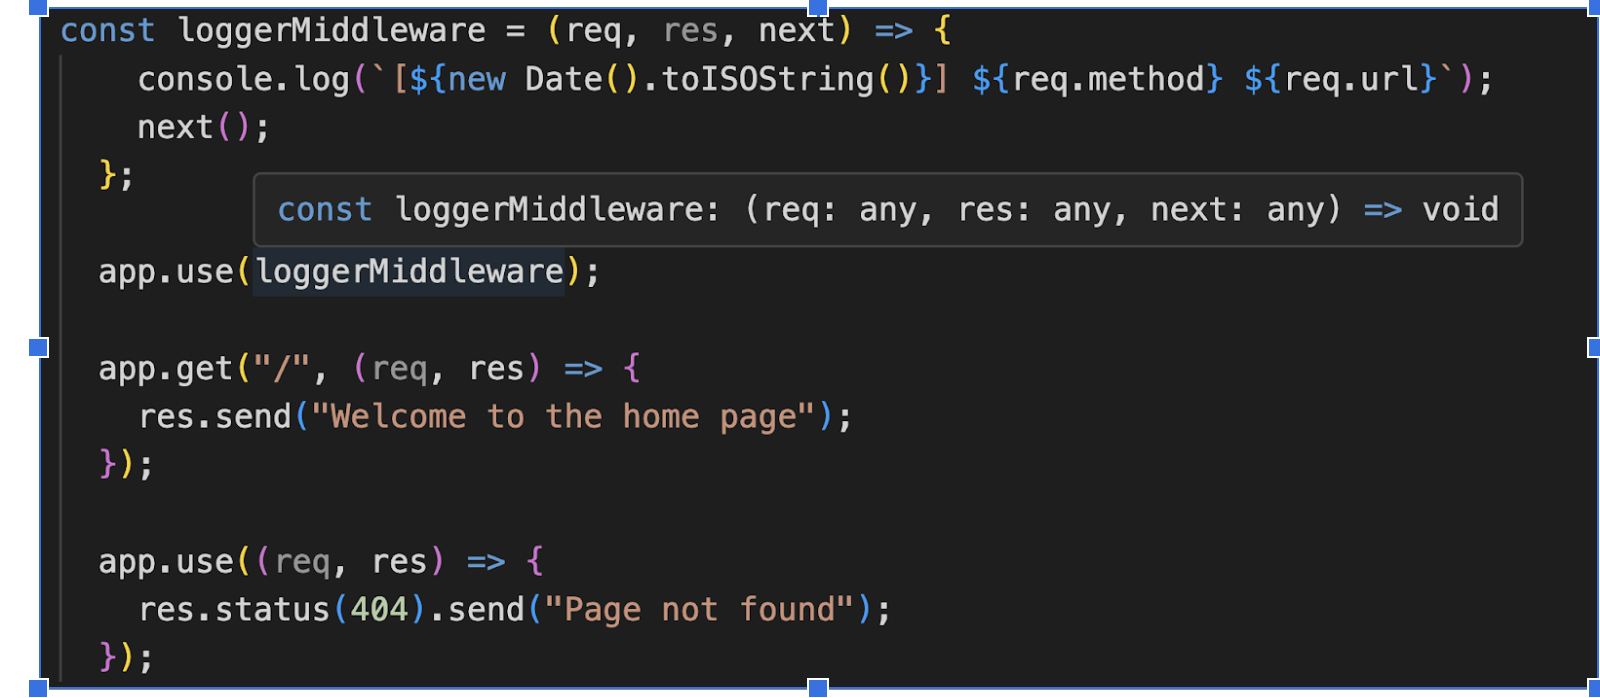 const loggerMiddleware = (req, res, next) => {
console.log(`[${new Date().toISOString()}] ${req.method} ${req.url}`);
next();
};
const loggerMiddleware: (req: any, res: any, next: any) => void
app.use(loggerMiddleware);
app.get("/", (req, res) => {
res.send("Welcome to the home page");
});
app.use((req, res) => {
res.status(404).send("Page not found");
});